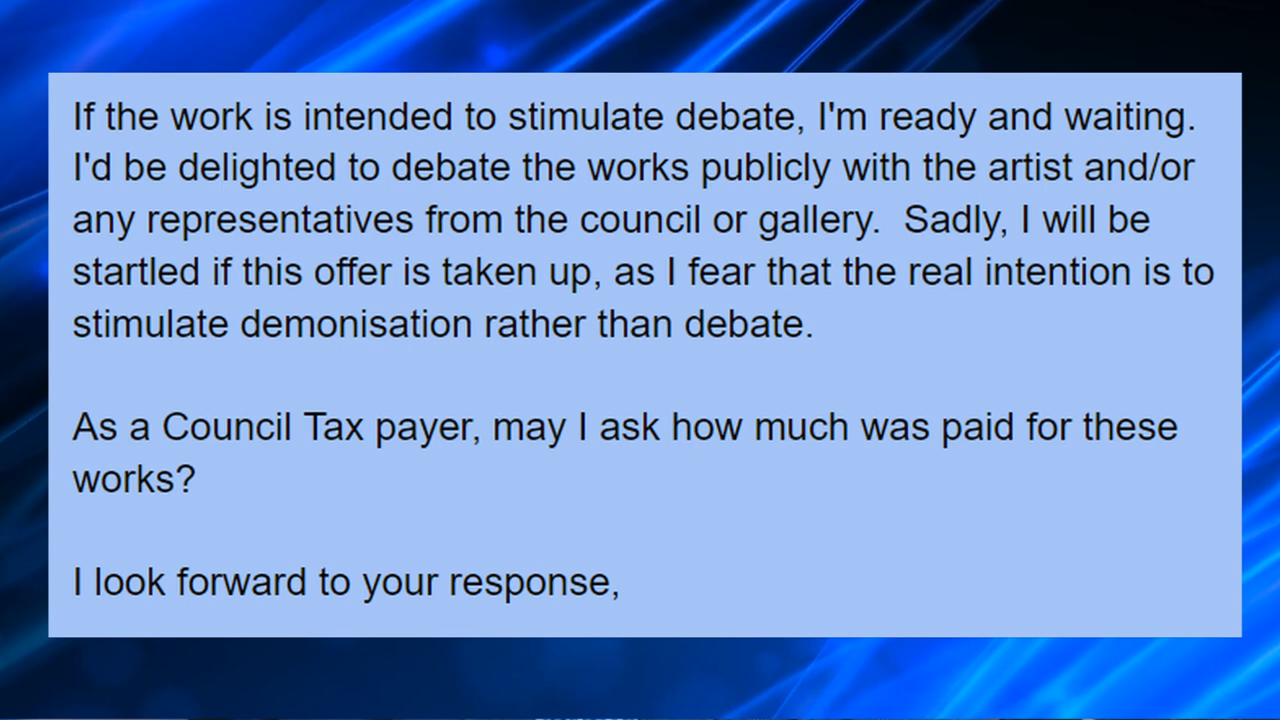 If the work is intended to stimulate debate, I'm ready and waiting.
I'd be delighted to debate the works publicly with the artist and/or
any representatives from the council or gallery.  Sadly, I will be
startled if this offer is taken up, as I fear that the real intention is to
stimulate demonisation rather than debate.
As a Council Tax payer, may I ask how much was paid for these
works?
I look forward to your response,